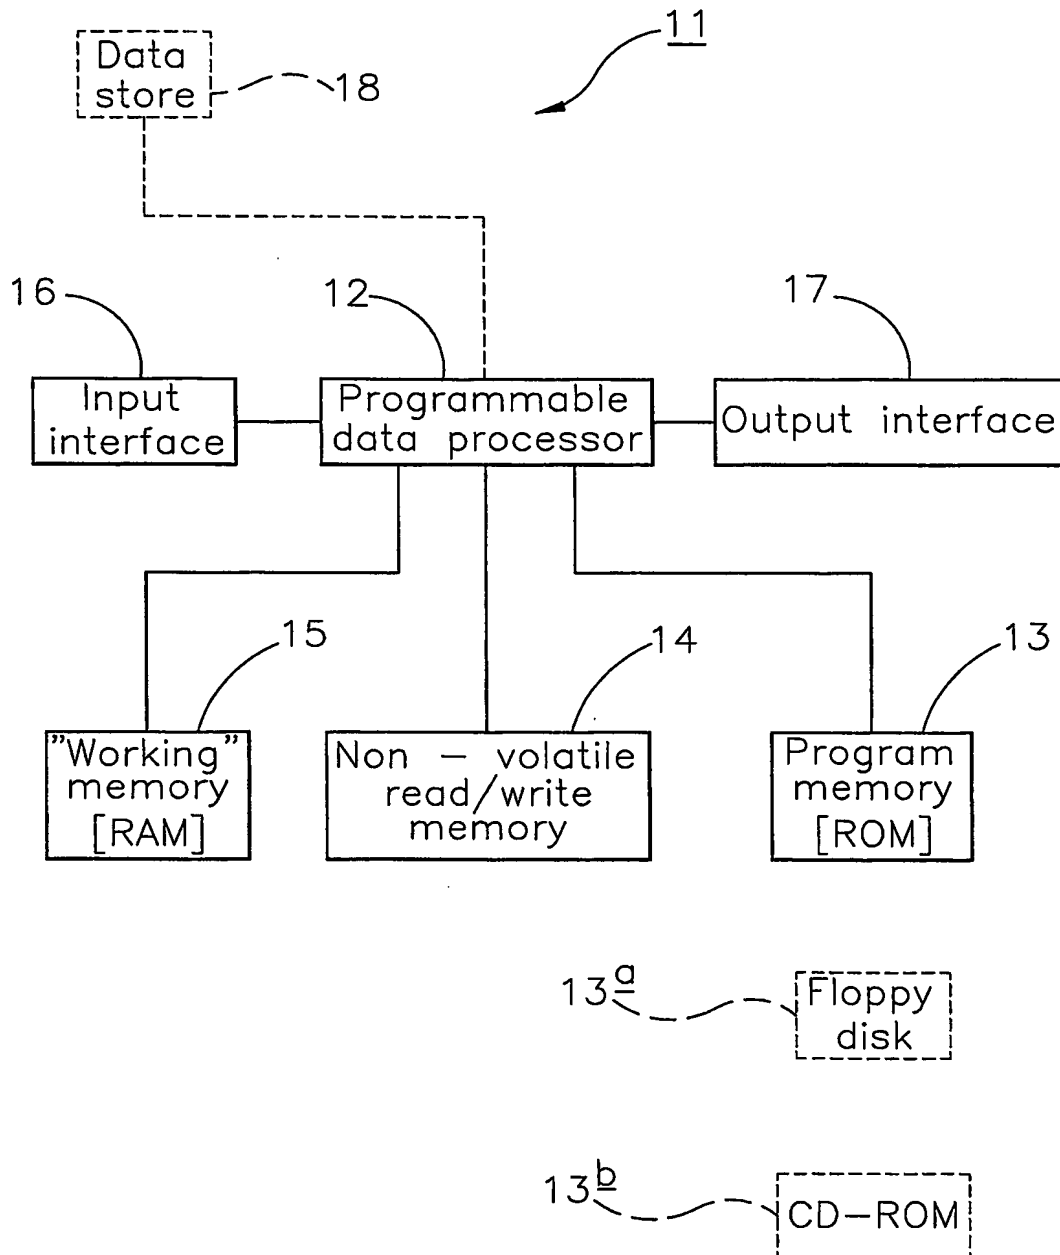 11
Data
store
18
16
12
17
Input
interface
Programmable
data processor
Output interface
15
14
13
"Working"
memory
[RAM]
Non – volatile
read/write
memory
Program
memory
[ROM]
13a
Floppy
disk
13b
CD–ROM